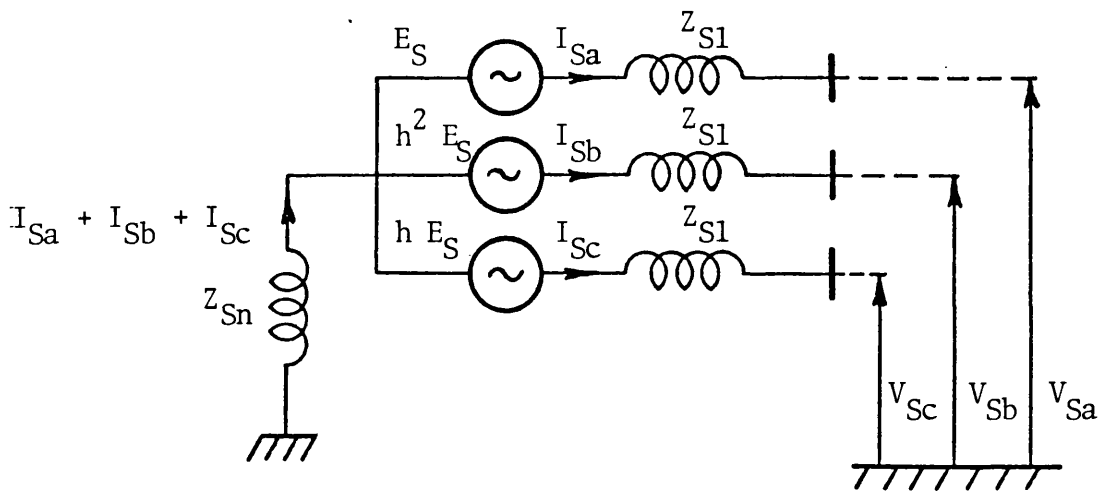 E_S I_Sa Z_S1
h^2 E_S I_Sb Z_S1
I_Sa + I_Sb + I_Sc
h E_S I_Sc Z_S1
Z_Sn
V_Sc V_Sb V_Sa